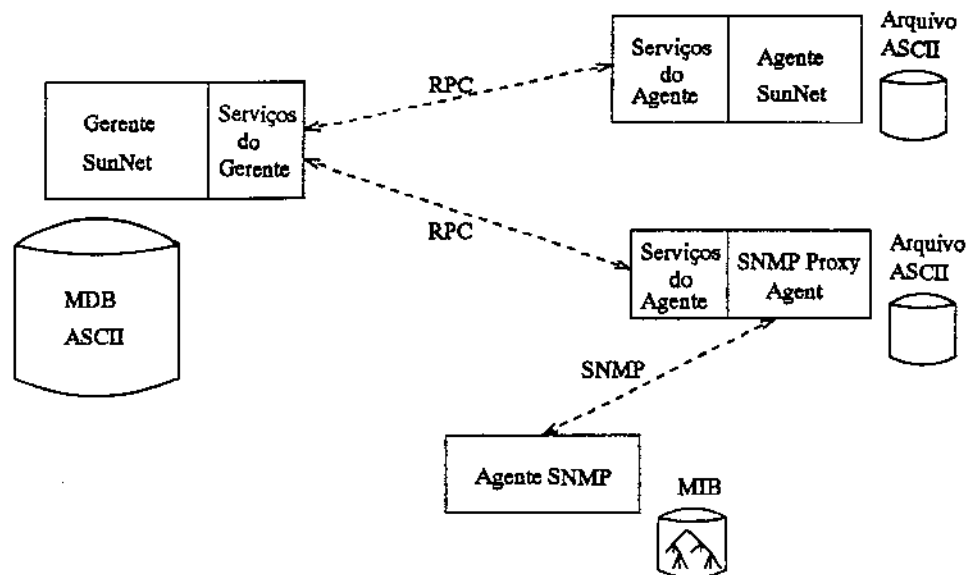 Arquivo
ASCII
Serviços
do
Agente
Agente
SunNet
RPC
Gerente
SunNet
Serviços
do
Gerente
RPC
MDB
ASCII
Serviços
do
Agente
SNMP Proxy
Agent
Arquivo
ASCII
SNMP
Agente SNMP
MIB